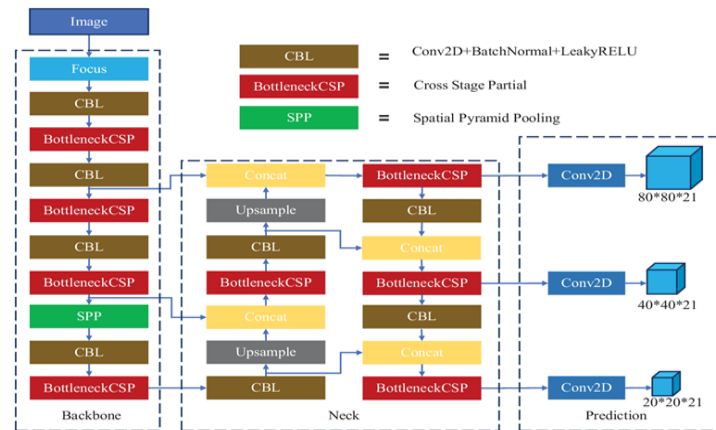 Image
Focus
CBL
BottleneckCSP
CBL
BottleneckCSP
CBL
BottleneckCSP
SPP
CBL
BottleneckCSP
Backbone
CBL = Conv2D+BatchNormal+LeakyRELU
BottleneckCSP = Cross Stage Partial
SPP = Spatial Pyramid Pooling
Concat
Upsample
CBL
BottleneckCSP
Concat
Upsample
CBL
BottleneckCSP
CBL
Concat
BottleneckCSP
CBL
Concat
BottleneckCSP
Neck
Conv2D
80*80*21
Conv2D
40*40*21
Conv2D
20*20*21
Prediction